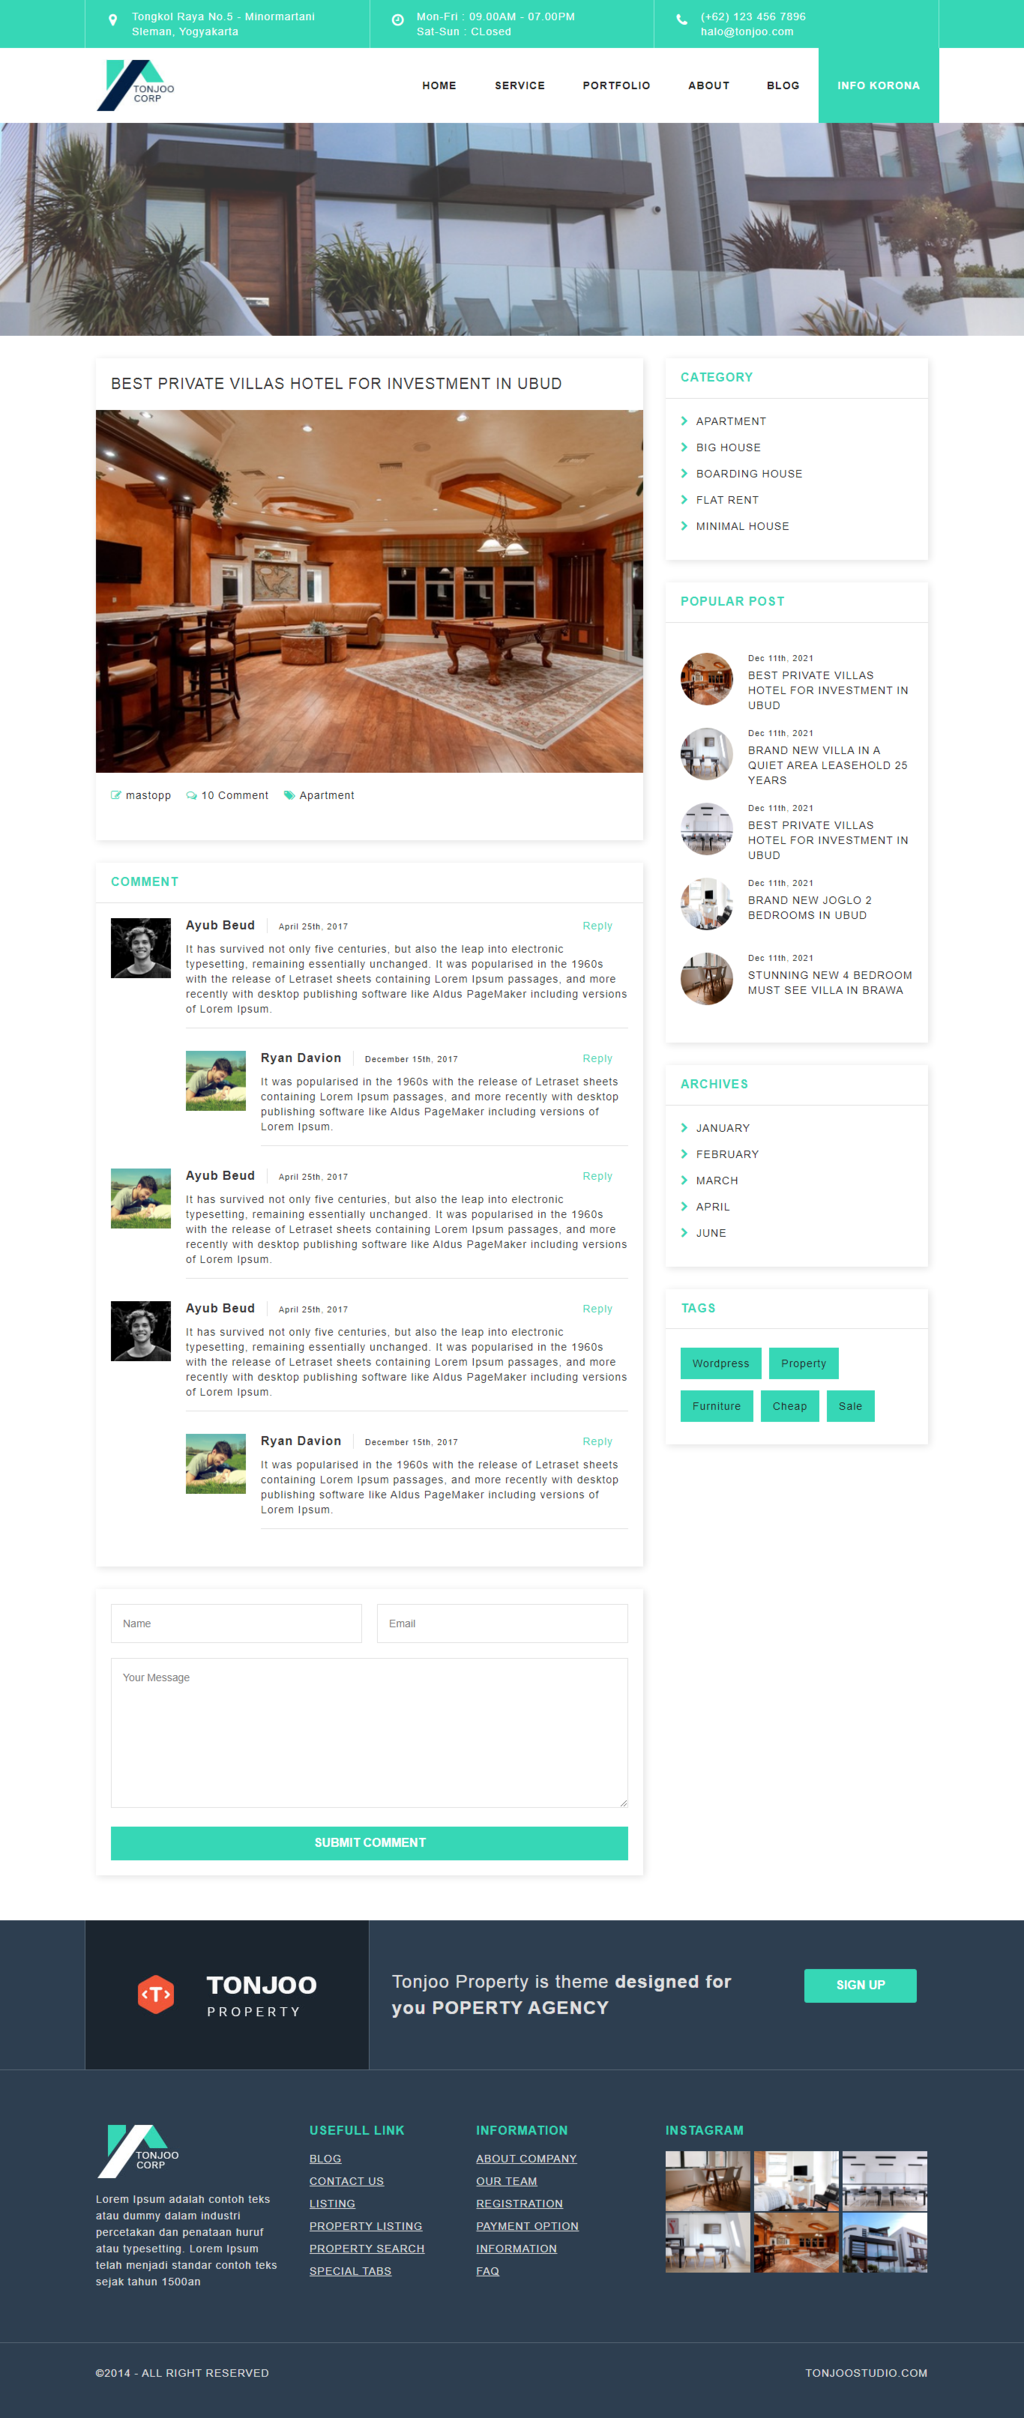 Tongkol Raya No.5 - Minormartani
Sleman, Yogyakarta
Mon-Fri : 09.00AM - 07.00PM
Sat-Sun : CLosed
(+62) 123 456 7896
halo@tonjoo.com
TONJOO
CORP
HOME
SERVICE
PORTFOLIO
ABOUT
BLOG
INFO KORONA
BEST PRIVATE VILLAS HOTEL FOR INVESTMENT IN UBUD
mastopp
10 Comment
Apartment
COMMENT
Ayub Beud
April 25th, 2017
Reply
It has survived not only five centuries, but also the leap into electronic
typesetting, remaining essentially unchanged. It was popularised in the 1960s
with the release of Letraset sheets containing Lorem Ipsum passages, and more
recently with desktop publishing software like Aldus PageMaker including versions
of Lorem Ipsum.
Ryan Davion
December 15th, 2017
Reply
It was popularised in the 1960s with the release of Letraset sheets
containing Lorem Ipsum passages, and more recently with desktop
publishing software like Aldus PageMaker including versions of
Lorem Ipsum.
Ayub Beud
April 25th, 2017
Reply
It has survived not only five centuries, but also the leap into electronic
typesetting, remaining essentially unchanged. It was popularised in the 1960s
with the release of Letraset sheets containing Lorem Ipsum passages, and more
recently with desktop publishing software like Aldus PageMaker including versions
of Lorem Ipsum.
Ayub Beud
April 25th, 2017
Reply
It has survived not only five centuries, but also the leap into electronic
typesetting, remaining essentially unchanged. It was popularised in the 1960s
with the release of Letraset sheets containing Lorem Ipsum passages, and more
recently with desktop publishing software like Aldus PageMaker including versions
of Lorem Ipsum.
Ryan Davion
December 15th, 2017
Reply
It was popularised in the 1960s with the release of Letraset sheets
containing Lorem Ipsum passages, and more recently with desktop
publishing software like Aldus PageMaker including versions of
Lorem Ipsum.
Name
Email
Your Message
SUBMIT COMMENT
CATEGORY
APARTMENT
BIG HOUSE
BOARDING HOUSE
FLAT RENT
MINIMAL HOUSE
POPULAR POST
Dec 11th, 2021
BEST PRIVATE VILLAS
HOTEL FOR INVESTMENT IN
UBUD
Dec 11th, 2021
BRAND NEW VILLA IN A
QUIET AREA LEASEHOLD 25
YEARS
Dec 11th, 2021
BEST PRIVATE VILLAS
HOTEL FOR INVESTMENT IN
UBUD
Dec 11th, 2021
BRAND NEW JOGLO 2
BEDROOMS IN UBUD
Dec 11th, 2021
STUNNING NEW 4 BEDROOM
MUST SEE VILLA IN BRAWA
ARCHIVES
JANUARY
FEBRUARY
MARCH
APRIL
JUNE
TAGS
Wordpress
Property
Furniture
Cheap
Sale
<T>
TONJOO
PROPERTY
Tonjoo Property is theme designed for
you POPERTY AGENCY
SIGN UP
TONJOO
CORP
Lorem Ipsum adalah contoh teks
atau dummy dalam industri
percetakan dan penataan huruf
atau typesetting. Lorem Ipsum
telah menjadi standar contoh teks
sejak tahun 1500an
USEFULL LINK
BLOG
CONTACT US
LISTING
PROPERTY LISTING
PROPERTY SEARCH
SPECIAL TABS
INFORMATION
ABOUT COMPANY
OUR TEAM
REGISTRATION
PAYMENT OPTION
INFORMATION
FAQ
INSTAGRAM
©2014 - ALL RIGHT RESERVED
TONJOOSTUDIO.COM